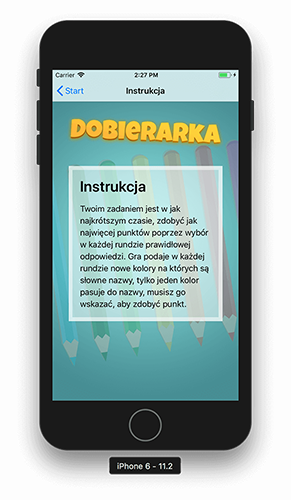 Carrier 2:27 PM
Start Instrukcja
DOBIERARKA
Instrukcja
Twoim zadaniem jest w jak
najkrótszym czasie, zdobyć jak
najwięcej punktów poprzez wybór
w każdej rundzie prawidłowej
odpowiedzi. Gra podaje w każdej
rundzie nowe kolory na których są
słowne nazwy, tylko jeden kolor
pasuje do nazwy, musisz go
wskazać, aby zdobyć punkt.
iPhone 6 - 11.2